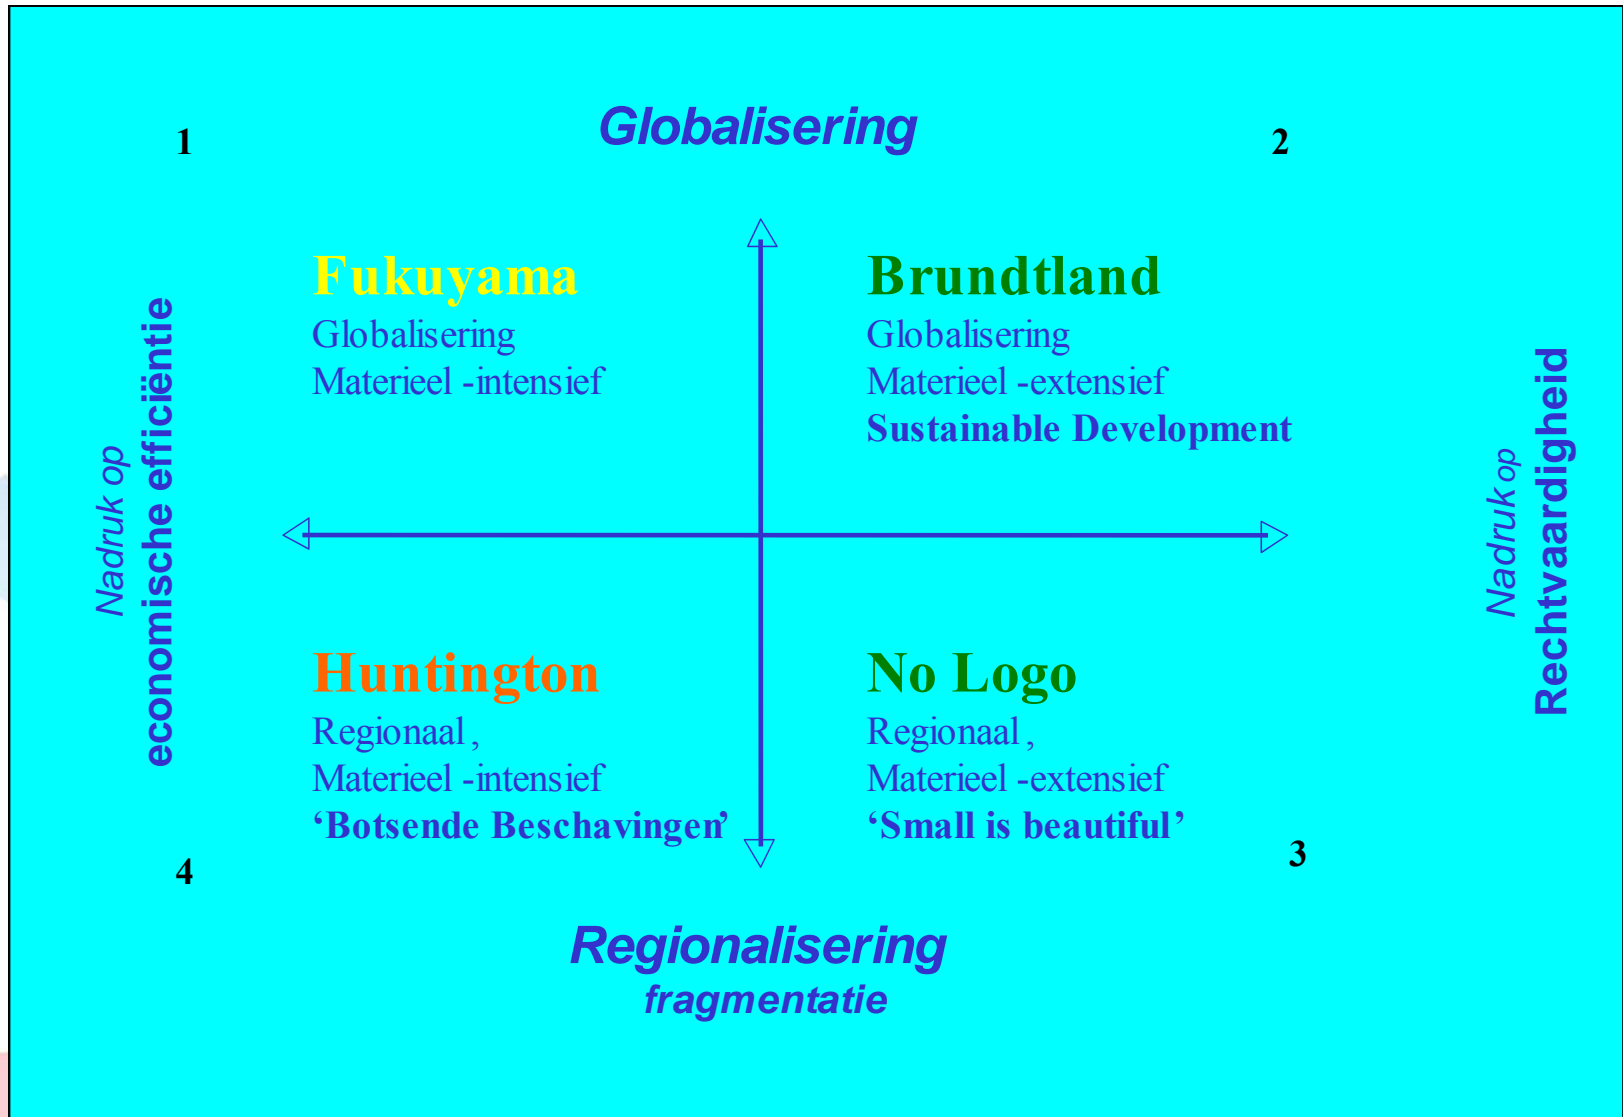 Globalisering
1
2
Fukuyama
Globalisering
Materieel -intensief
Brundtland
Globalisering
Materieel -extensief
Sustainable Development
Nadruk op
economische efficiëntie
Nadruk op
Rechtvaardigheid
Huntington
Regionaal ,
Materieel -intensief
‘Botsende Beschavingen’
No Logo
Regionaal ,
Materieel -extensief
‘Small is beautiful’
4
3
Regionalisering
fragmentatie